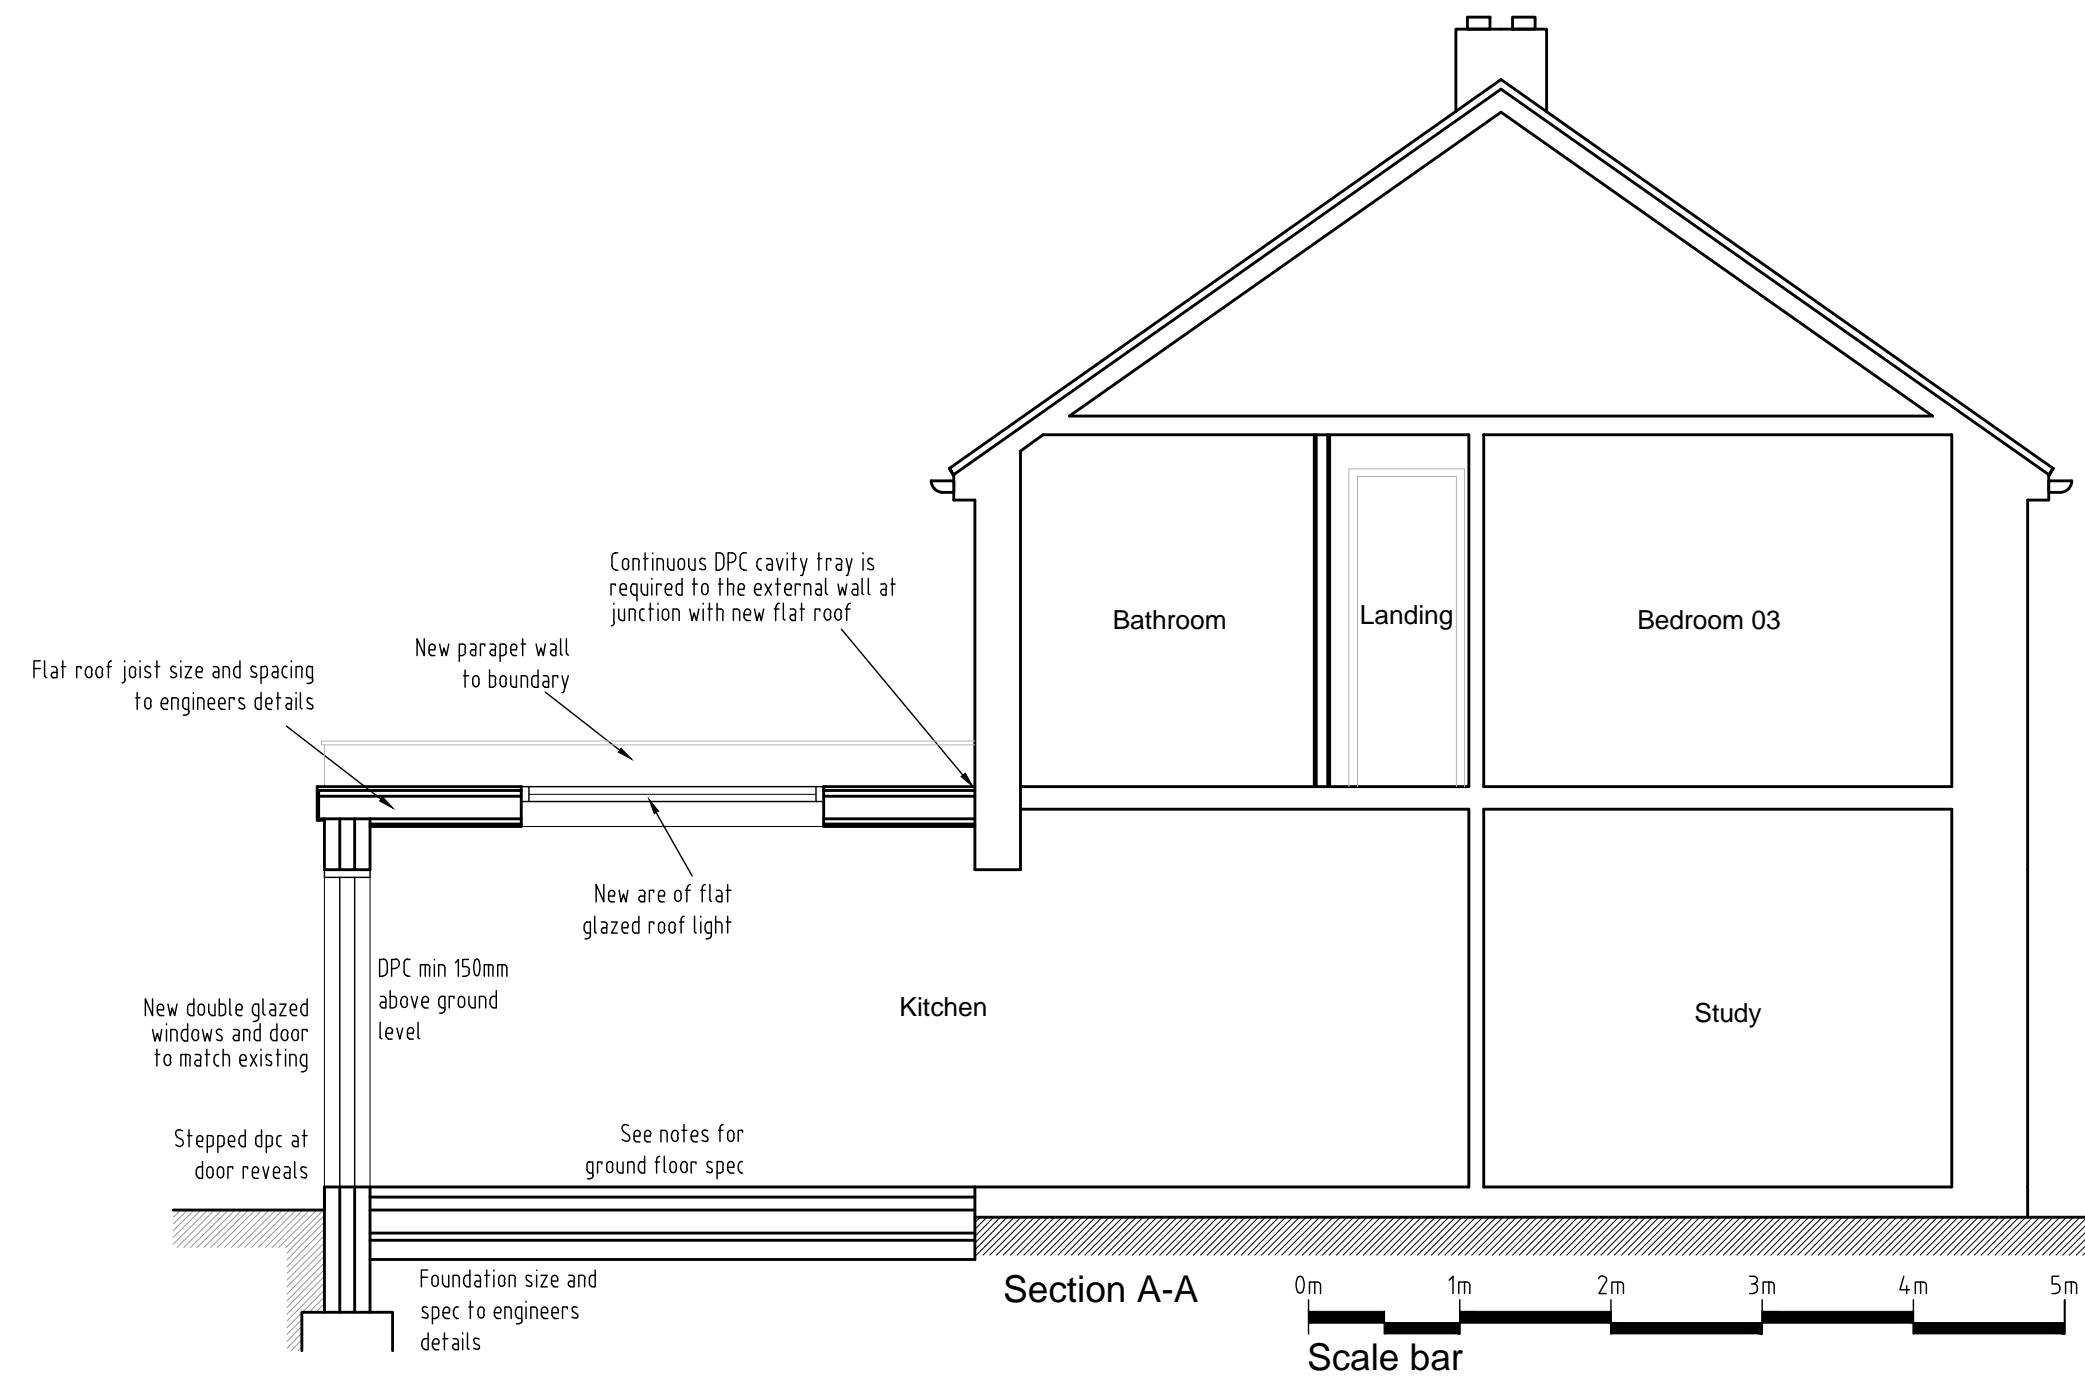 Continuous DPC cavity tray is
required to the external wall at
junction with new flat roof
New parapet wall
to boundary
Flat roof joist size and spacing
to engineers details
Bathroom
Landing
Bedroom 03
New are of flat
glazed roof light
DPC min 150mm
above ground
level
New double glazed
windows and door
to match existing
Kitchen
Study
Stepped dpc at
door reveals
See notes for
ground floor spec
Foundation size and
spec to engineers
details
Section A-A
0m 1m 2m 3m 4m 5m
Scale bar